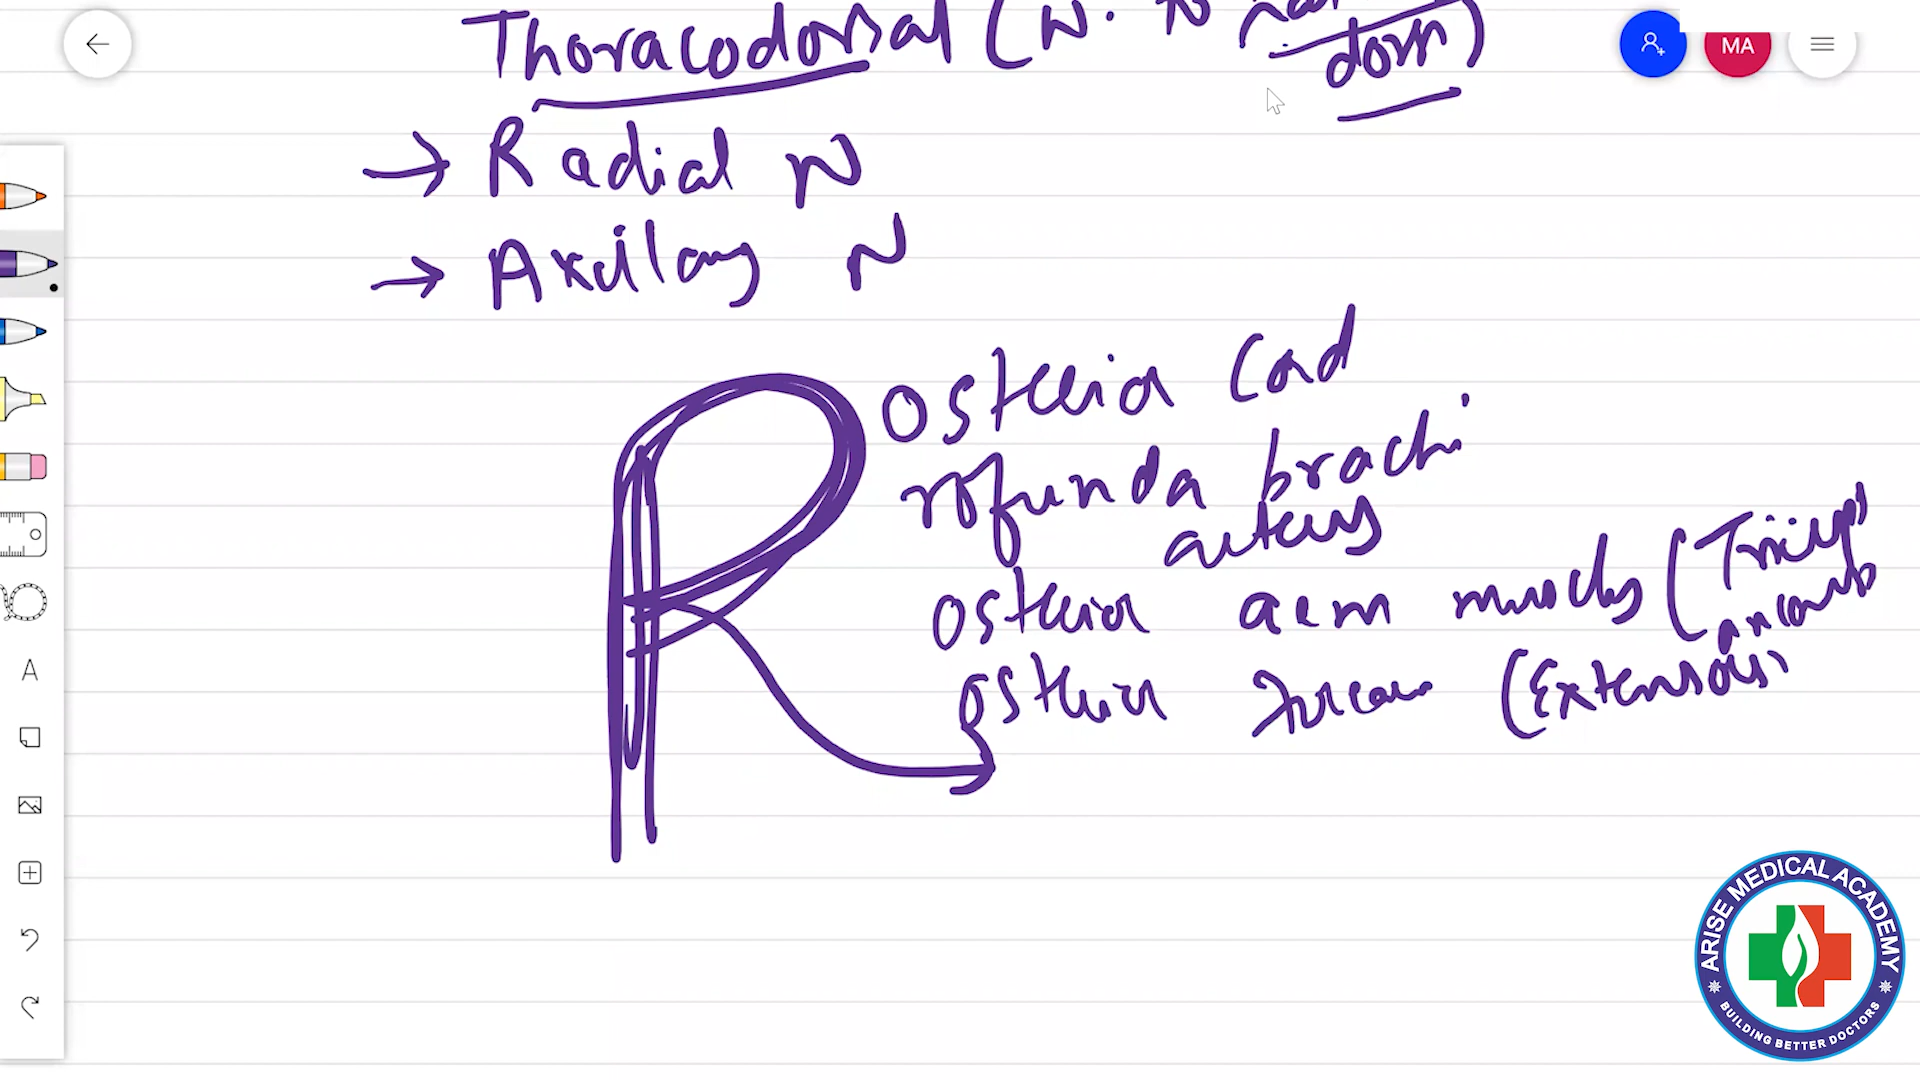 Thoracodorsal (N. to
dorsi)
→ Radial N
→ Axillary N
R osterior Cord
rofunda brachi
artery
osterior arm muscles (Triceps
anconeus
osterior forearm (Extensors)
MA
A
ARISE MEDICAL ACADEMY
BUILDING BETTER DOCTORS